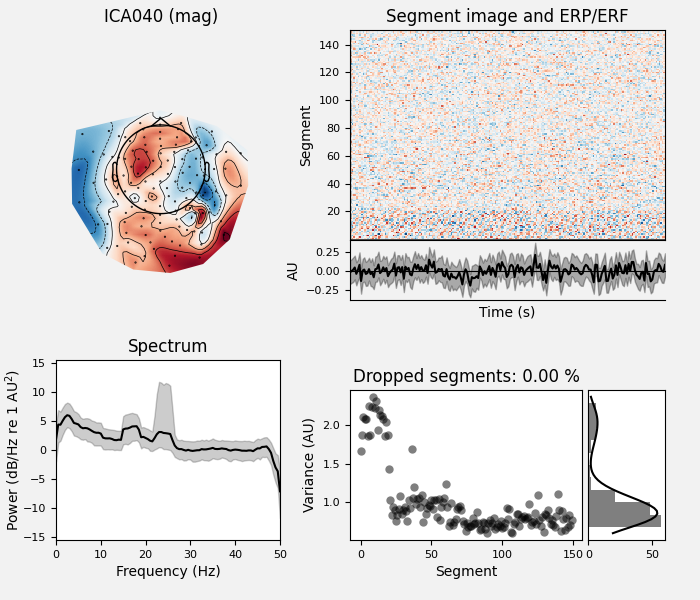 ICA040 (mag)
Segment image and ERP/ERF
Segment
140
120
100
80
60
40
20
AU
0.25
0.00
−0.25
Time (s)
Spectrum
Power (dB/Hz re 1 AU²)
15
10
5
0
−5
−10
−15
0 10 20 30 40 50
Frequency (Hz)
Dropped segments: 0.00 %
Variance (AU)
2.0
1.5
1.0
0 50 100 150
Segment
0 50